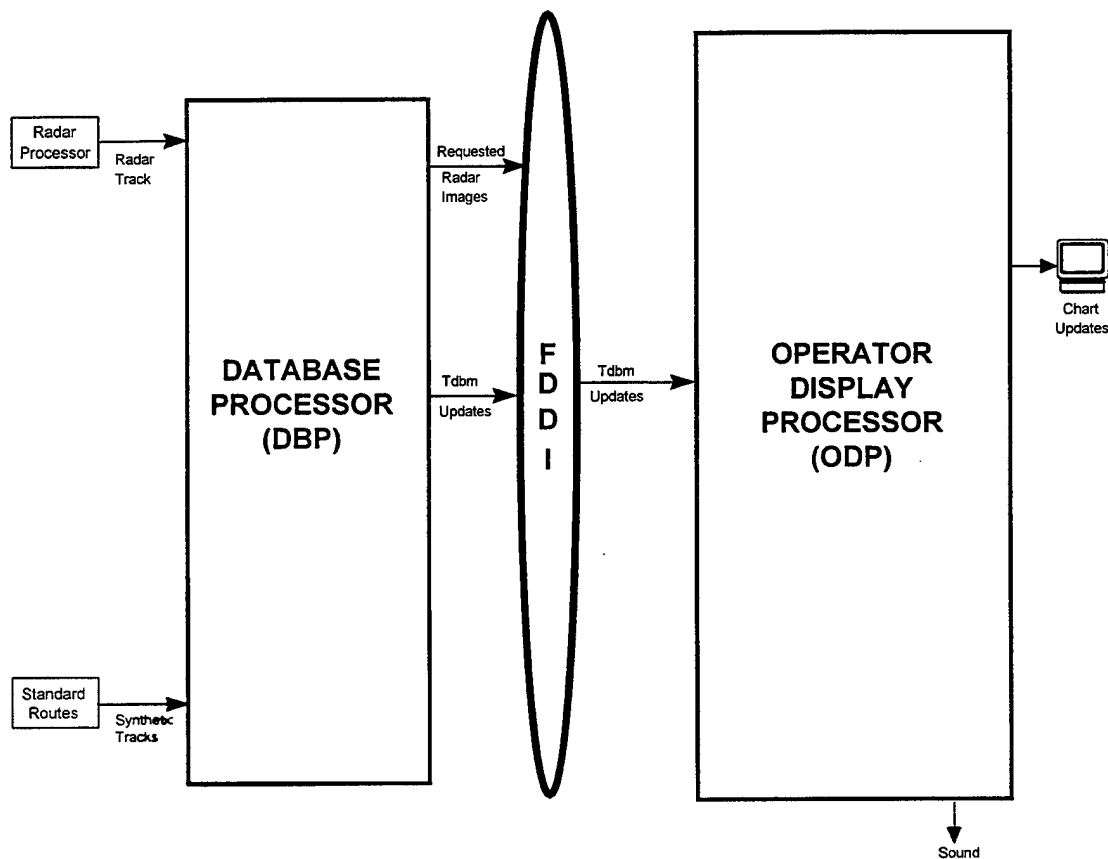 Radar
Processor
Radar
Track
Requested
Radar
Images
DATABASE
PROCESSOR
(DBP)
Tdbm
Updates
F
D
D
I
Tdbm
Updates
OPERATOR
DISPLAY
PROCESSOR
(ODP)
Chart
Updates
Standard
Routes
Synthetic
Tracks
Sound